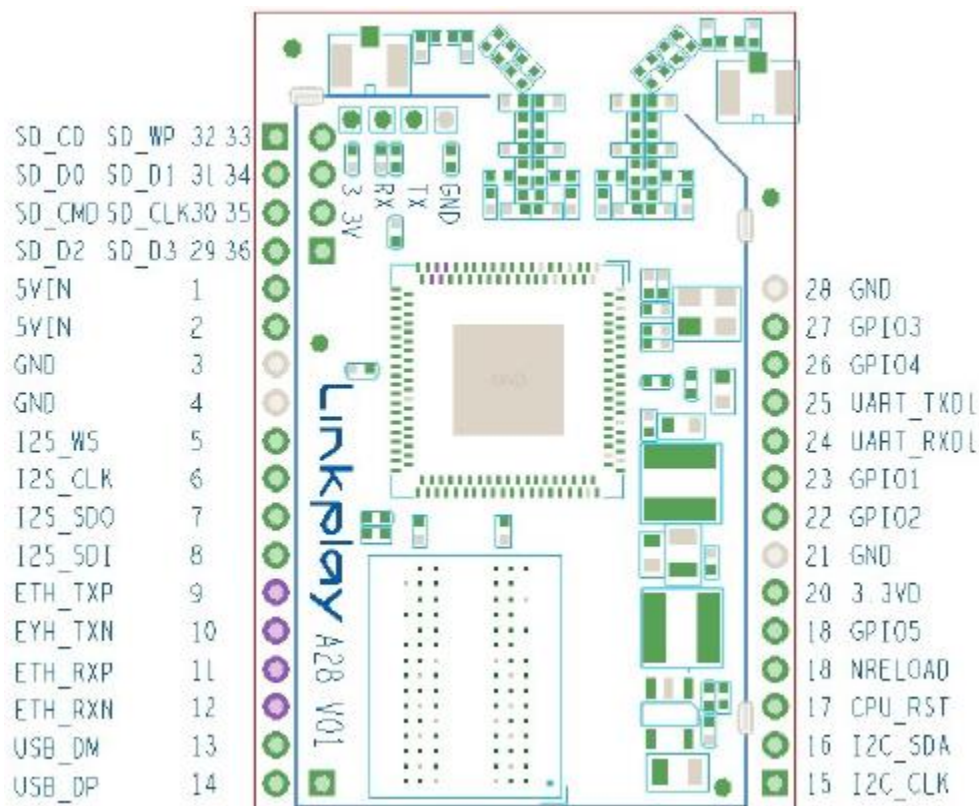 SD_CD SD_WP 32 33
SD_D0 SD_D1 31 34
SD_CMD SD_CLK30 35
SD_D2 SD_D3 29 36
5VIN 1
5VIN 2
GND 3
GND 4
I2S_WS 5
I2S_CLK 6
I2S_SDO 7
I2S_SDI 8
ETH_TXP 9
EYH_TXN 10
ETH_RXP 11
ETH_RXN 12
USB_DM 13
USB_DP 14
3.3V
RX
TX
GND
GND
Linkplay A28 V01
28 GND
27 GPIO3
26 GPIO4
25 UART_TXD1
24 UART_RXD1
23 GPIO1
22 GPIO2
21 GND
20 3.3VD
18 GPIO5
18 NRELOAD
17 CPU_RST
16 I2C_SDA
15 I2C_CLK